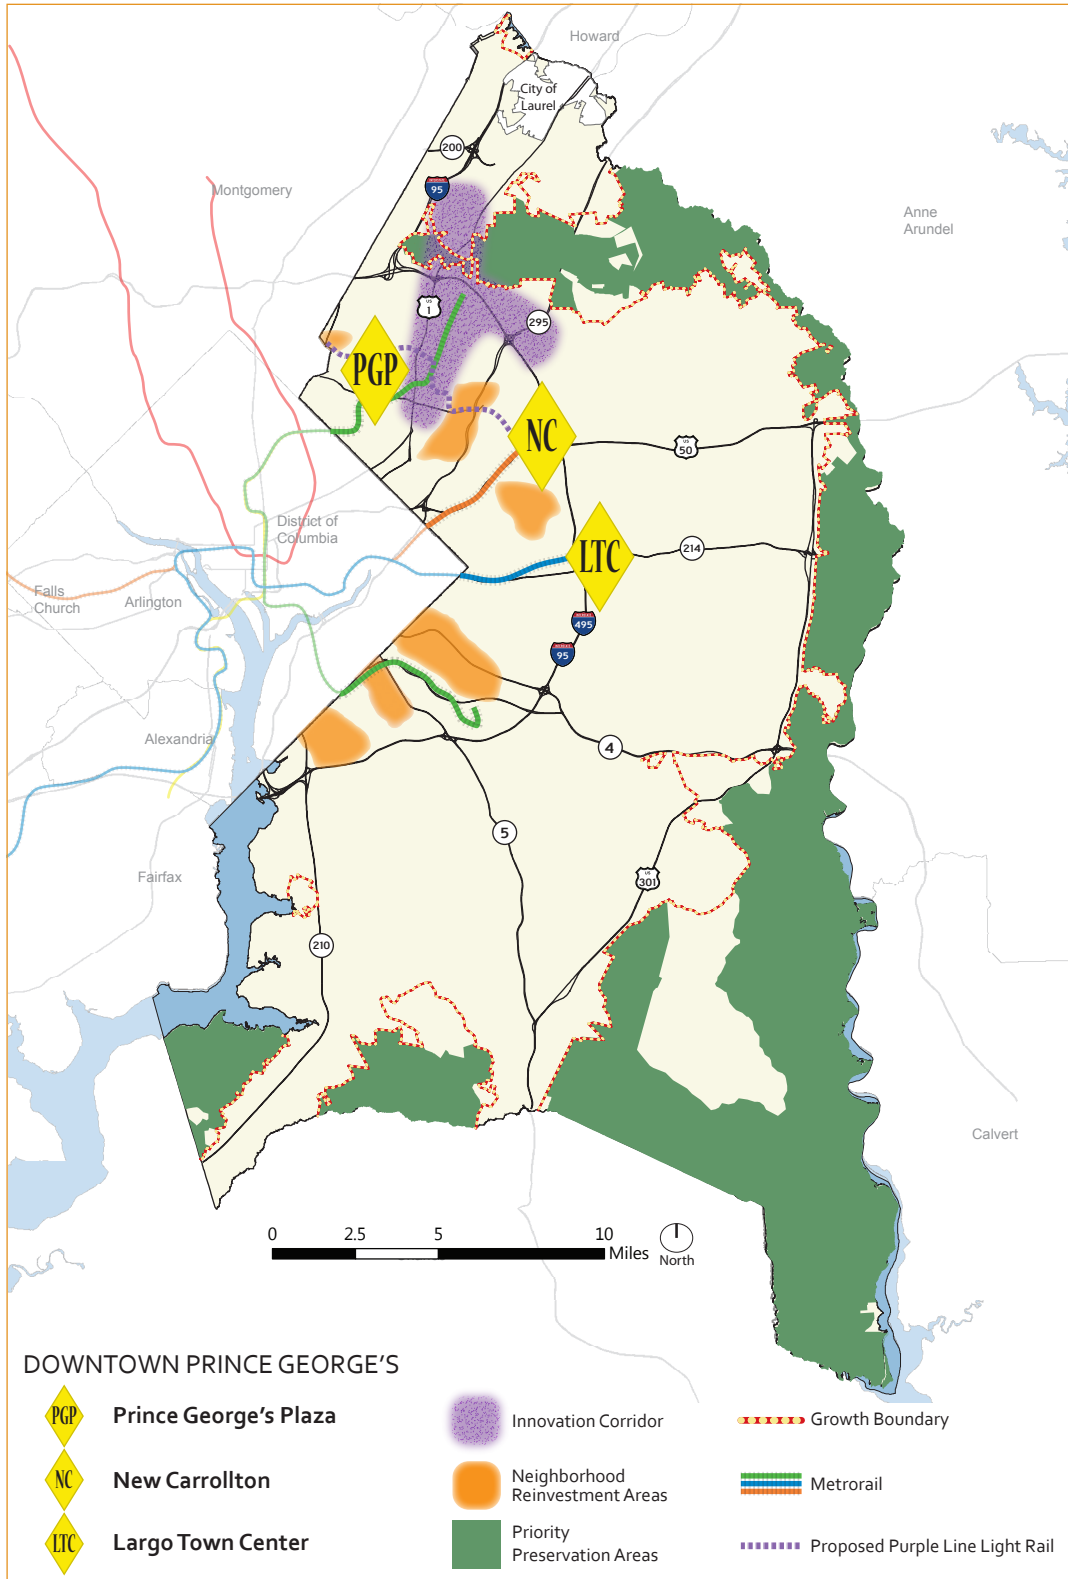 Howard
City of
Laurel
200
95
Montgomery
Anne
Arundel
US
1
295
PGP
NC
US
50
District of
Columbia
LTC
214
Falls
Church
Arlington
495
95
Alexandria
4
5
US
301
Fairfax
210
Calvert
0
2.5
5
10
Miles
North
DOWNTOWN PRINCE GEORGE'S
PGP
Prince George's Plaza
NC
New Carrollton
LTC
Largo Town Center
Innovation Corridor
Neighborhood
Reinvestment Areas
Priority
Preservation Areas
Growth Boundary
Metrorail
Proposed Purple Line Light Rail